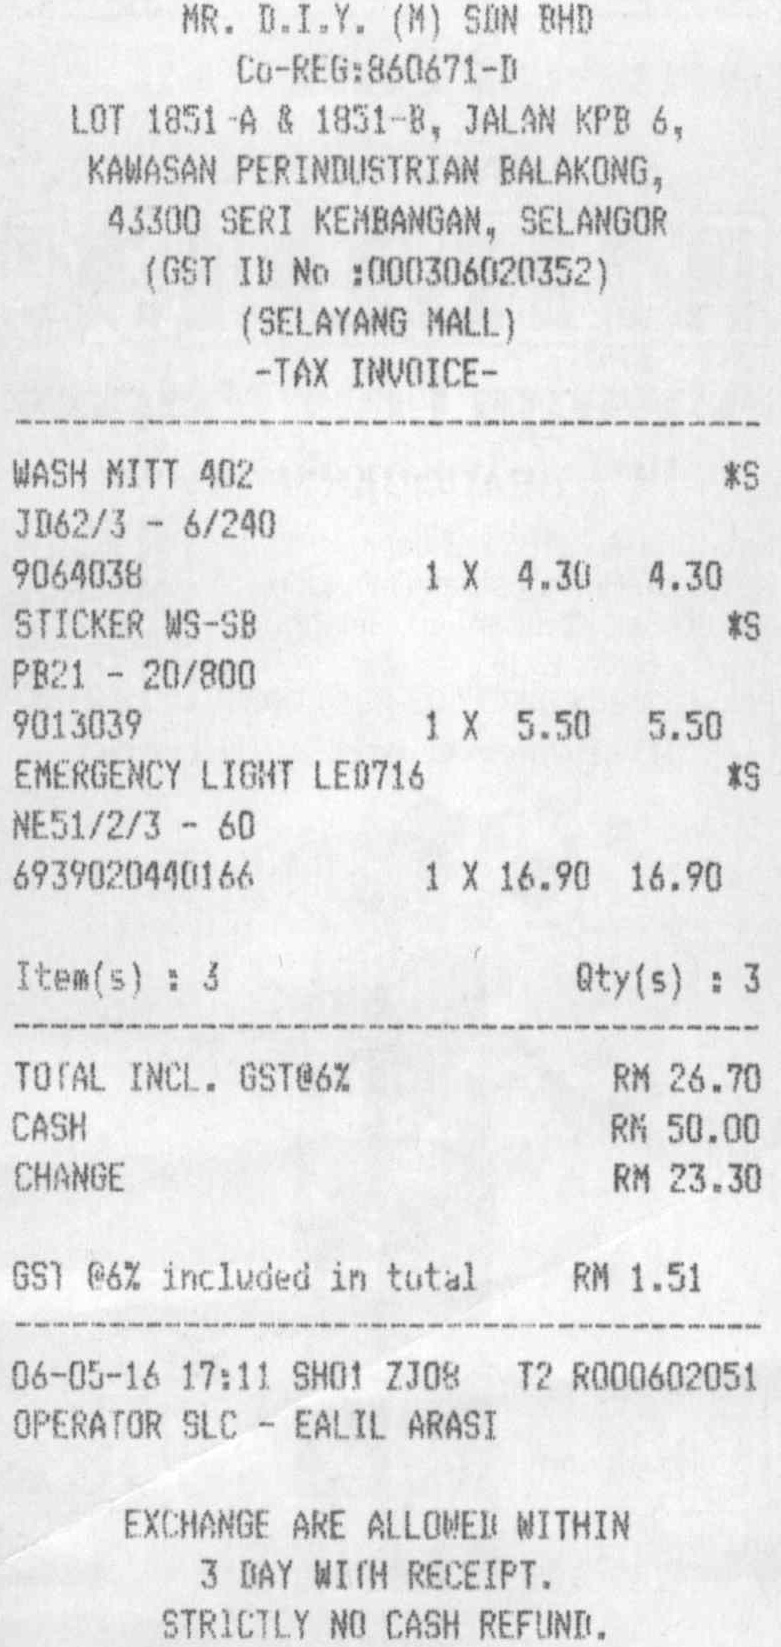 MR. D.I.Y. (M) SDN BHD
Co-REG:860671-D
LOT 1851-A & 1851-B, JALAN KPB 6,
KAWASAN PERINDUSTRIAN BALAKONG,
43300 SERI KEMBANGAN, SELANGOR
(GST ID No :000306020352)
(SELAYANG MALL)
-TAX INVOICE-
WASH MITT 402 *S
JD62/3 - 6/240
9064038 1 X 4.30 4.30
STICKER WS-SB *S
PB21 - 20/800
9013039 1 X 5.50 5.50
EMERGENCY LIGHT LED716 *S
NE51/2/3 - 60
6939020440166 1 X 16.90 16.90
Item(s) : 3 Qty(s) : 3
TOTAL INCL. GST@6% RM 26.70
CASH RM 50.00
CHANGE RM 23.30
GST @6% included in total RM 1.51
06-05-16 17:11 SH01 ZJ08 T2 R000602051
OPERATOR SLC - EALIL ARASI
EXCHANGE ARE ALLOWED WITHIN
3 DAY WITH RECEIPT.
STRICTLY NO CASH REFUND.